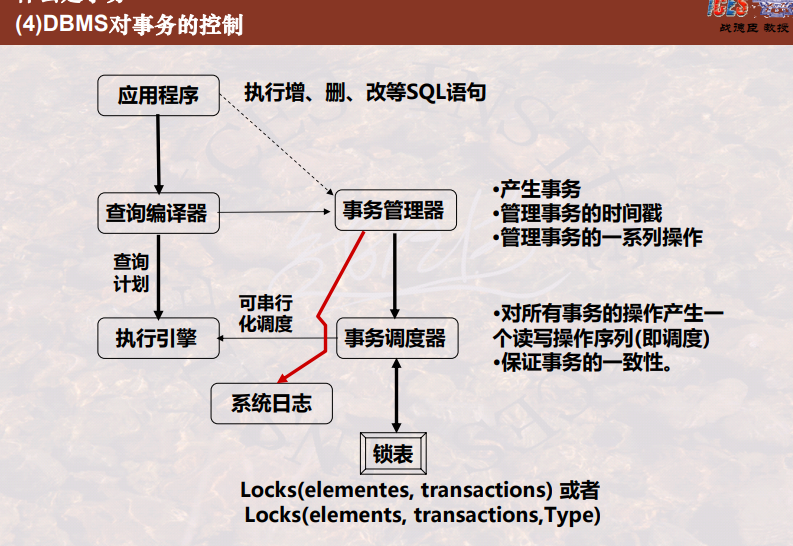 (4)DBMS对事务的控制
战德臣 教授
应用程序
执行增、删、改等SQL语句
查询编译器
事务管理器
•产生事务
•管理事务的时间戳
•管理事务的一系列操作
查询
计划
可串行
化调度
执行引擎
事务调度器
•对所有事务的操作产生一
个读写操作序列(即调度)
•保证事务的一致性。
系统日志
锁表
Locks(elementes, transactions) 或者
Locks(elements, transactions,Type)